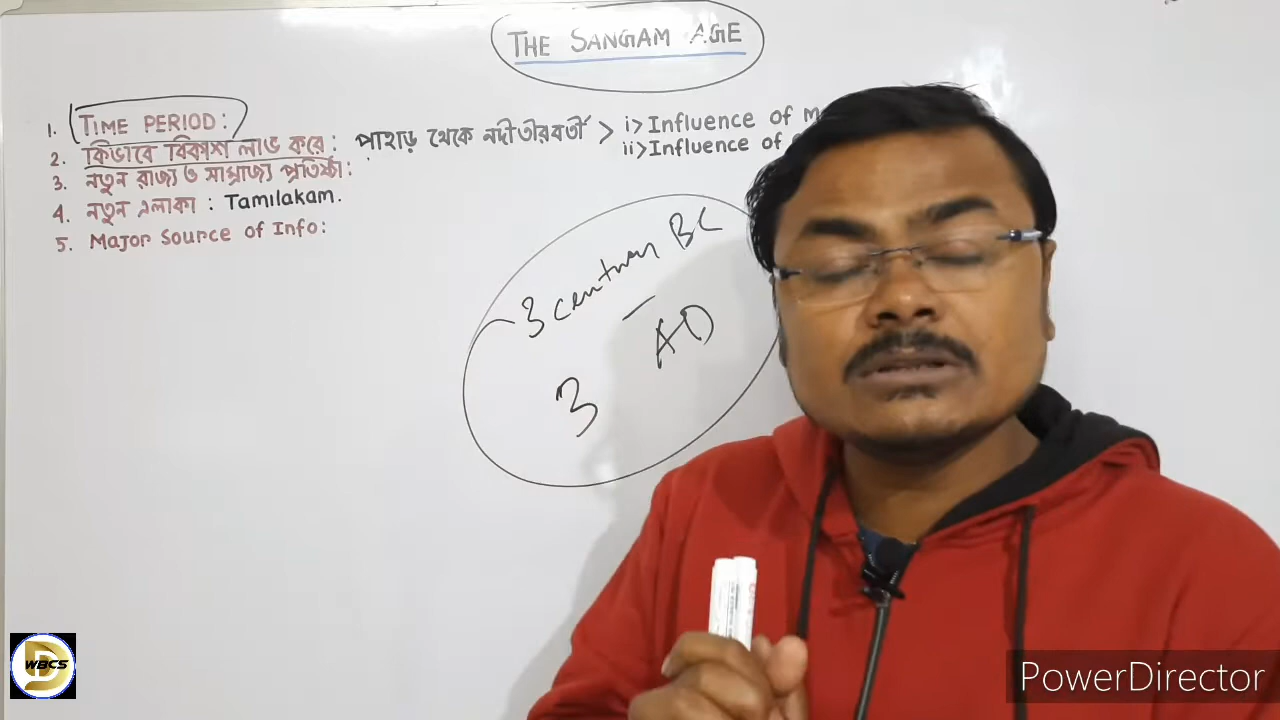 THE SANGAM AGE
1. TIME PERIOD:
2. কিভাবে বিকাশ লাভ করে: পাহাড় থেকে নদীতীরবর্তী > i> Influence of
ii> Influence of
3. নতুন রাজ্য ও সাম্রাজ্য প্রতিষ্ঠা:
4. নতুন এলাকা : Tamilakam.
5. Major Source of Info:
3 century BC
–
3 AD
WBCS
PowerDirector